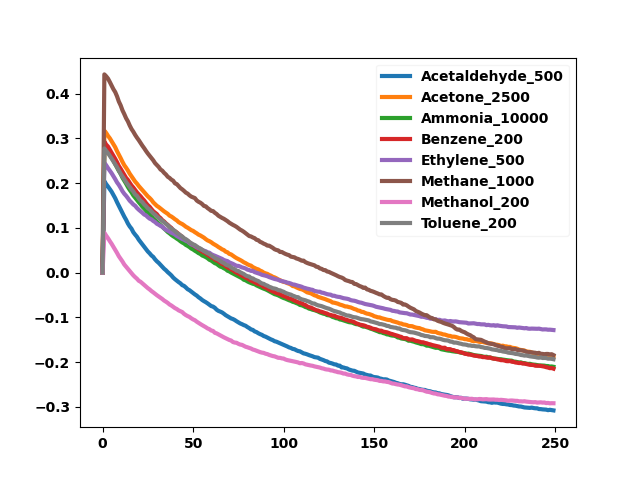 Acetaldehyde_500
Acetone_2500
Ammonia_10000
Benzene_200
Ethylene_500
Methane_1000
Methanol_200
Toluene_200
0.4
0.3
0.2
0.1
0.0
−0.1
−0.2
−0.3
0 50 100 150 200 250